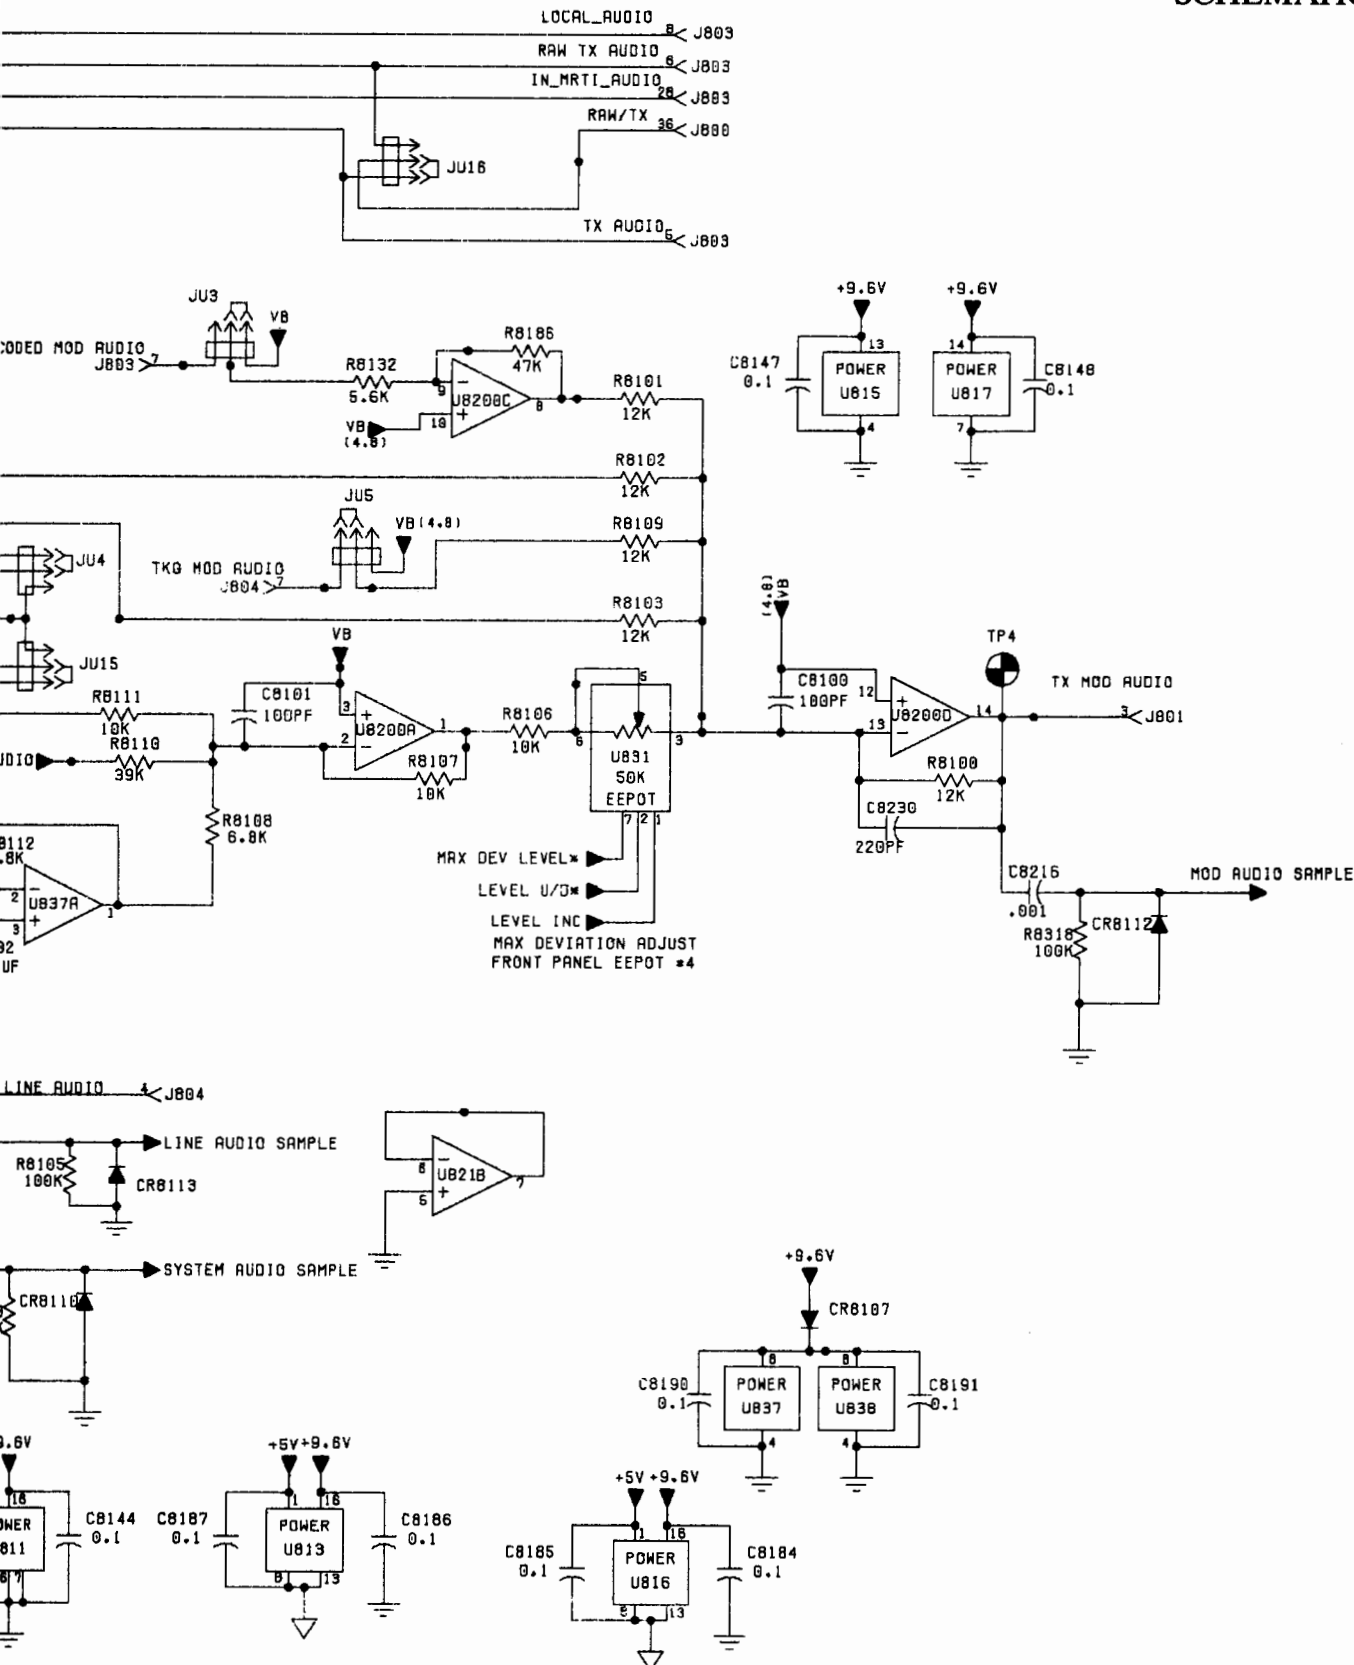 LOCAL_AUDIO
8 J803
RAW TX AUDIO
6 J803
IN_MRTI_AUDIO
28 J803
RAW/TX
36 J800
JU16
TX AUDIO
5 J803
JU3
VB
CODED MOD AUDIO
J803 7
R8132
5.6K
R8186
47K
9
U8200C
8
10
VB
(4.8)
R8101
12K
+9.6V
+9.6V
C8147
0.1
13
POWER
U815
4
14
POWER
U817
7
C8148
0.1
R8102
12K
JU5
VB(4.8)
R8109
12K
JU4
TKG MOD AUDIO
J804 7
R8103
12K
JU15
VB
C8101
100PF
3
U8200A
1
2
R8111
10K
R8110
39K
R8107
10K
R8106
10K
5
6
U831
50K
EEPOT
3
7 2 1
(4.8)
VB
C8100
100PF
12
13
U8200D
14
TP4
TX MOD AUDIO
3 J801
R8100
12K
C8230
220PF
R8108
6.8K
8112
.8K
2
U837A
1
3
UF
MAX DEV LEVEL*
LEVEL U/D*
LEVEL INC
MAX DEVIATION ADJUST
FRONT PANEL EEPOT #4
C8216
.001
MOD AUDIO SAMPLE
R8318
100K
CR8112
LINE AUDIO
4 J804
LINE AUDIO SAMPLE
R8105
100K
CR8113
6
U821B
7
5
SYSTEM AUDIO SAMPLE
CR8110
+9.6V
CR8107
C8190
0.1
8
POWER
U837
4
8
POWER
U838
4
C8191
0.1
9.6V
16
OWER
811
6 7
C8144
0.1
+5V +9.6V
C8187
0.1
1 16
POWER
U813
8 13
C8186
0.1
+5V +9.6V
C8185
0.1
1 16
POWER
U816
8 13
C8184
0.1